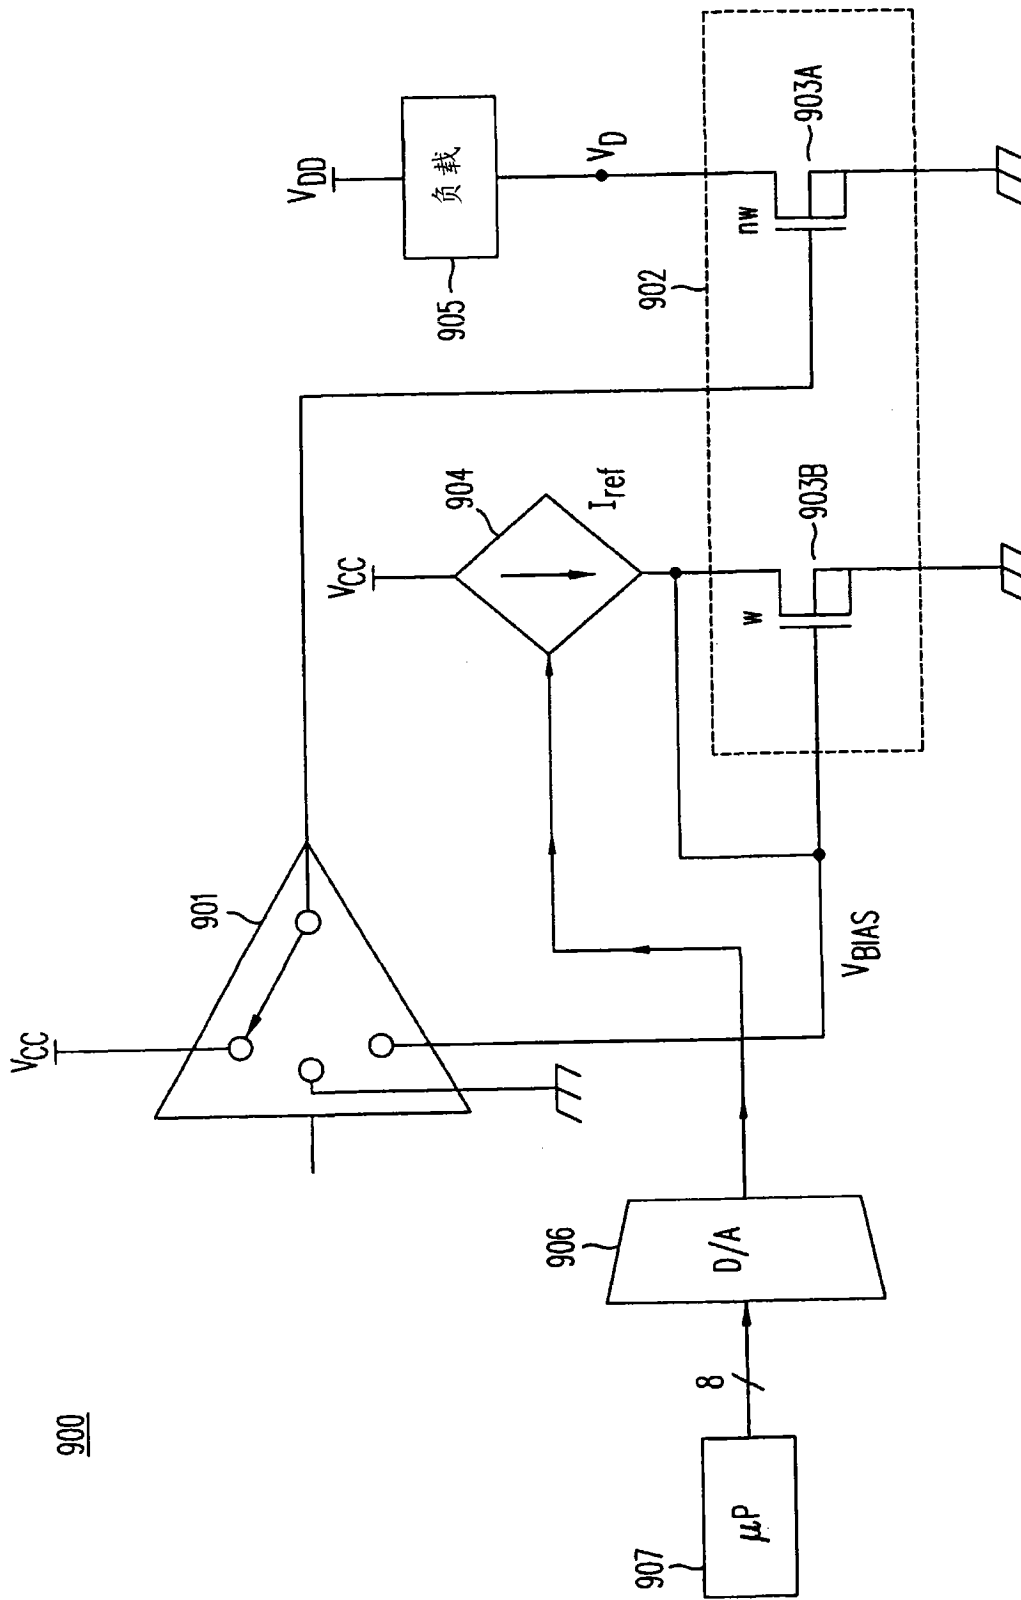 900
V_CC
901
V_DD
负载
905
V_D
V_CC
904
I_ref
902
nw
903A
w
903B
V_BIAS
906
D/A
8
907
μP